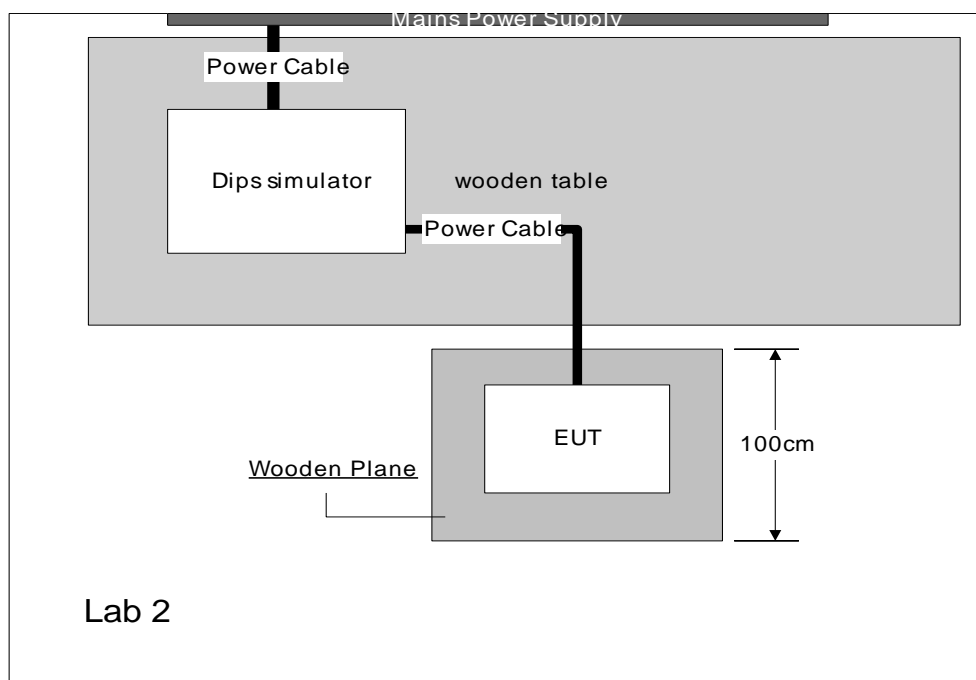 Mains Power Supply
Power Cable
Dips simulator
wooden table
Power Cable
EUT
100cm
Wooden Plane
Lab 2